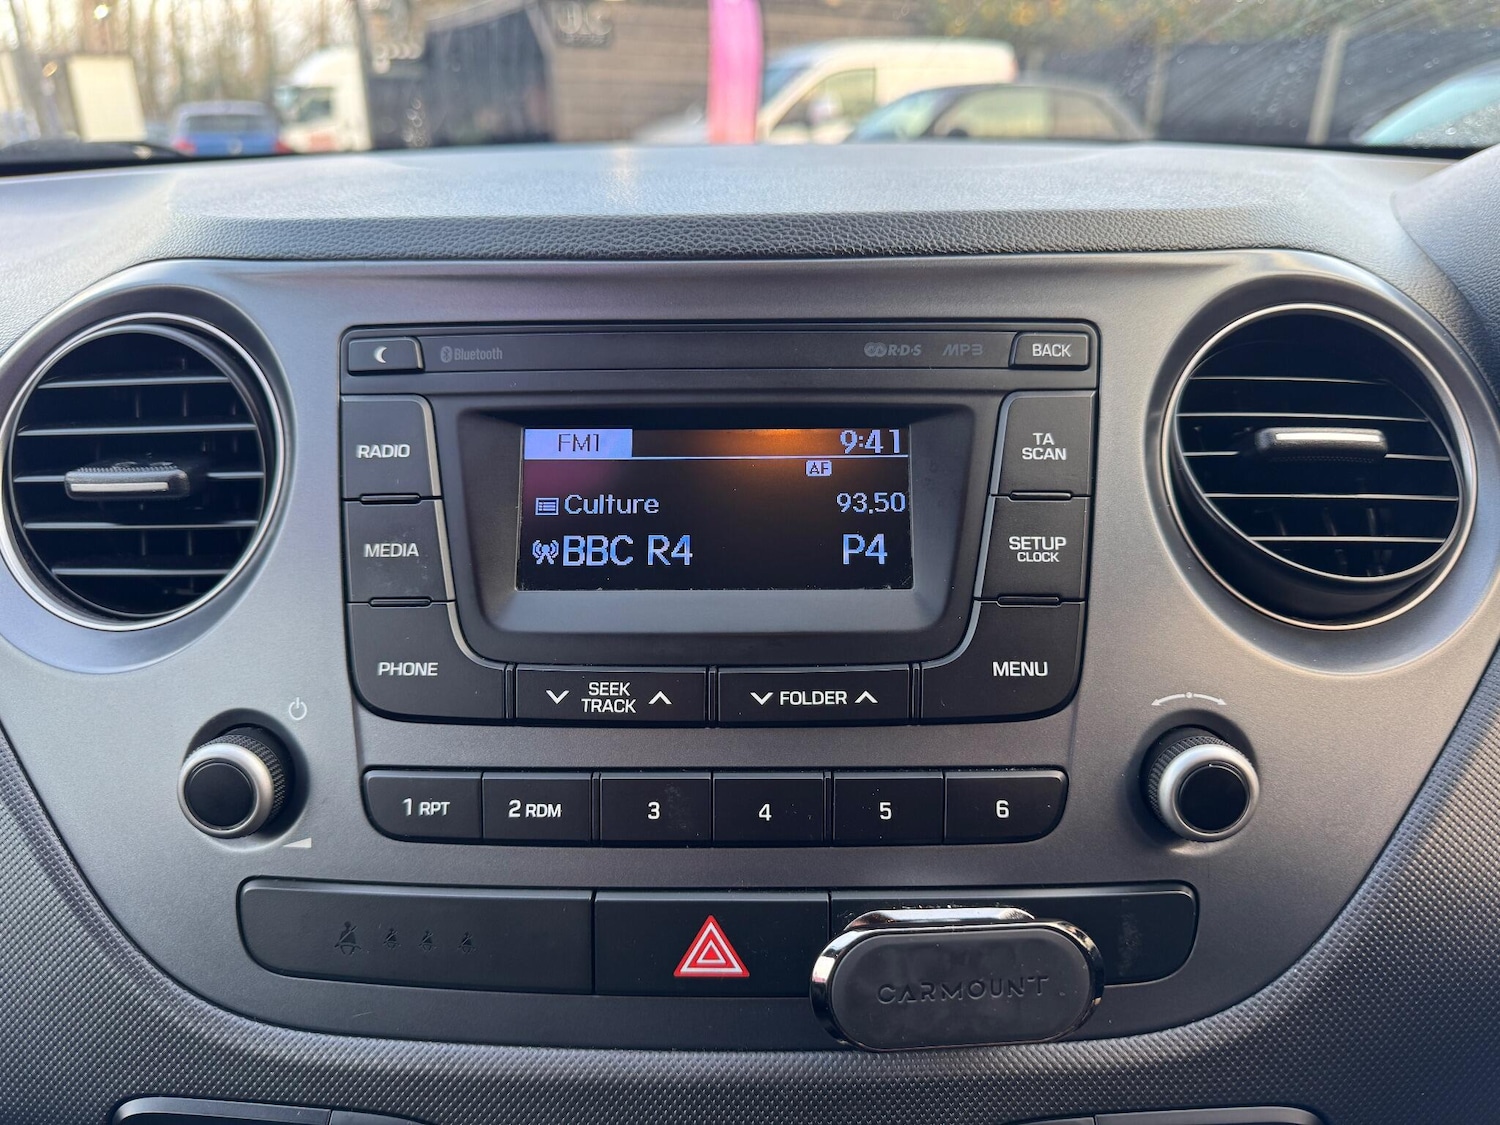 Bluetooth
R·D·S MP3 BACK
RADIO
FM1 9:41
AF
TA
SCAN
Culture 93.50
MEDIA
BBC R4 P4
SETUP
CLOCK
PHONE
SEEK
TRACK
FOLDER
MENU
1 RPT 2 RDM 3 4 5 6
CARMOUNT